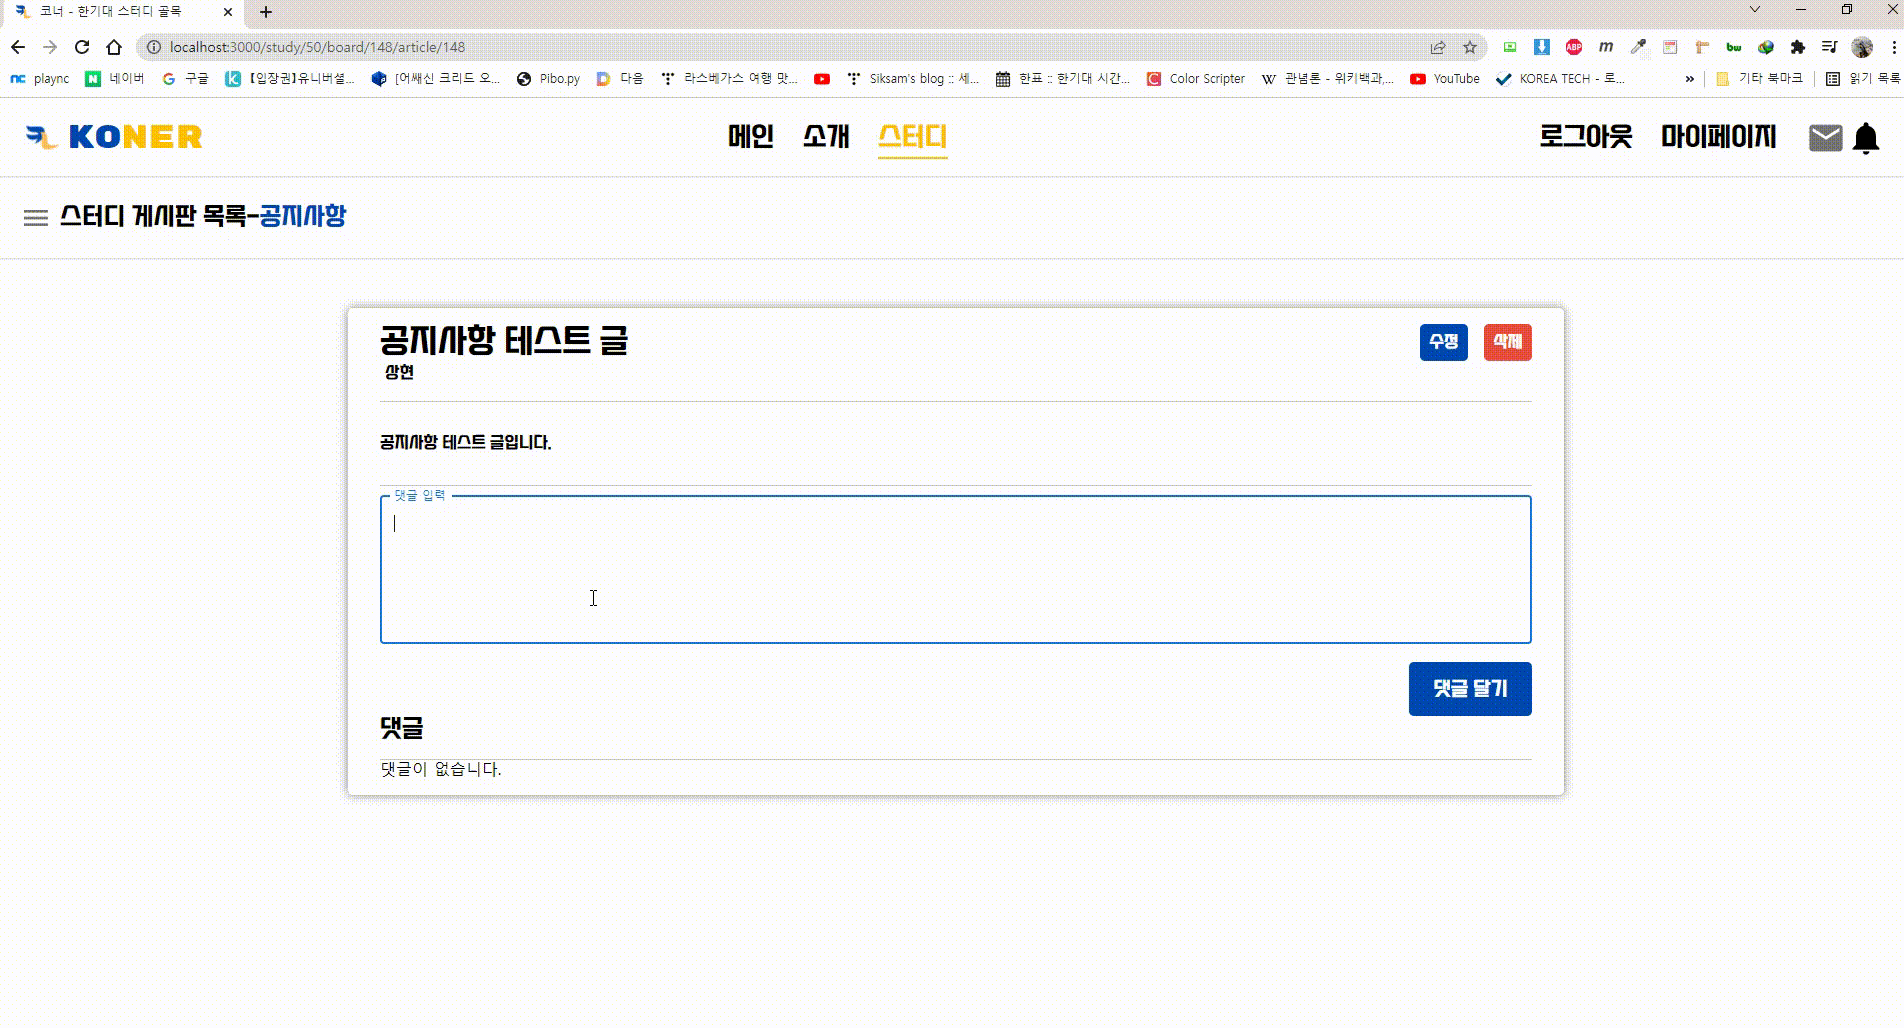 코너 - 한기대 스터디 골목
localhost:3000/study/50/board/148/article/148
nc plaync 네이버 구글 【입장권】유니버셜... [어쌔신 크리드 오... Pibo.py 다음 라스베가스 여행 맛... Siksam's blog :: 세... 한표 :: 한기대 시간... Color Scripter 관념론 - 위키백과,... YouTube KOREA TECH - 로... » 기타 북마크 읽기 목록
KONER 메인 소개 스터디 로그아웃 마이페이지
스터디 게시판 목록-공지사항
공지사항 테스트 글 수정 삭제
상현
공지사항 테스트 글입니다.
댓글 입력
댓글 달기
댓글
댓글이 없습니다.